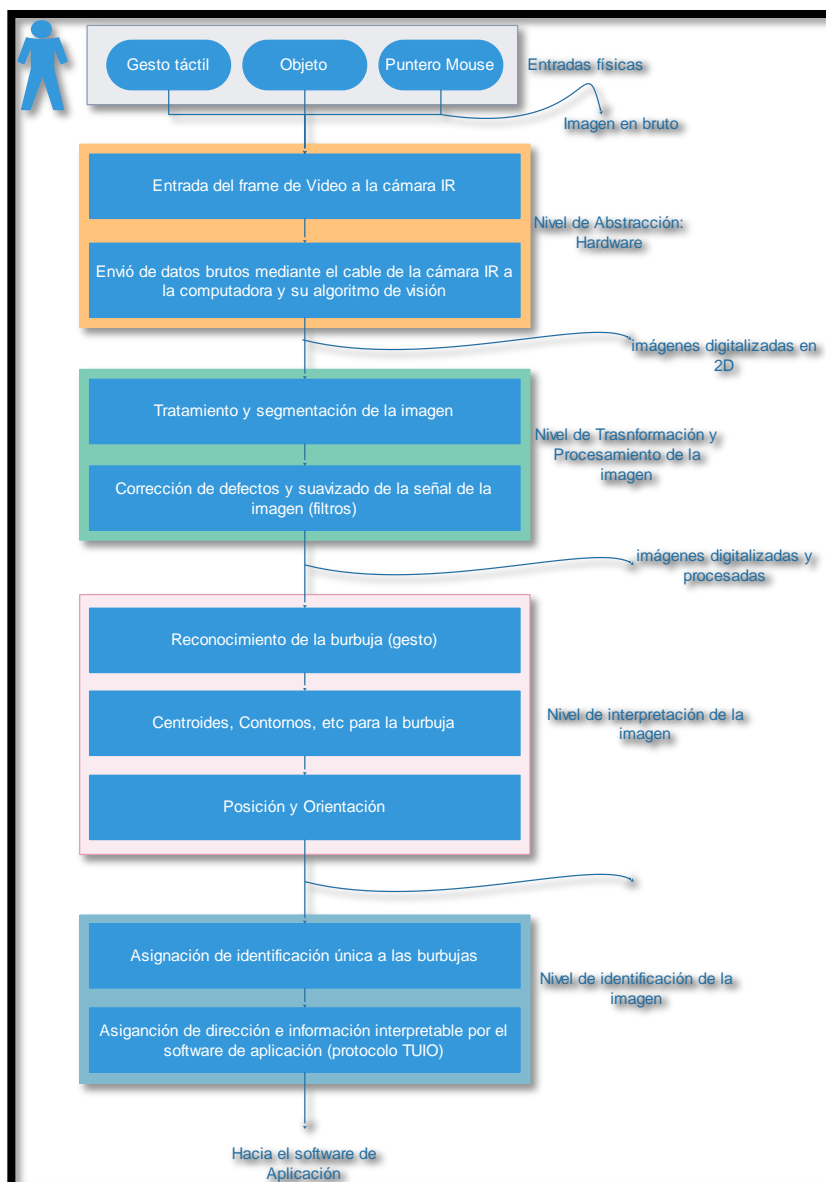 Gesto táctil
Objeto
Puntero Mouse
Entradas físicas
Imagen en bruto
Entrada del frame de Video a la cámara IR
Nivel de Abstracción:
Hardware
Envió de datos brutos mediante el cable de la cámara IR a
la computadora y su algoritmo de visión
imágenes digitalizadas en
2D
Tratamiento y segmentación de la imagen
Nivel de Trasnformación y
Procesamiento de la
imagen
Corrección de defectos y suavizado de la señal de la
imagen (filtros)
imágenes digitalizadas y
procesadas
Reconocimiento de la burbuja (gesto)
Centroides, Contornos, etc para la burbuja
Nivel de interpretación de la
imagen
Posición y Orientación
Asignación de identificación única a las burbujas
Nivel de identificación de la
imagen
Asigancíón de dirección e información interpretable por el
software de aplicación (protocolo TUIO)
Hacia el software de
Aplicación